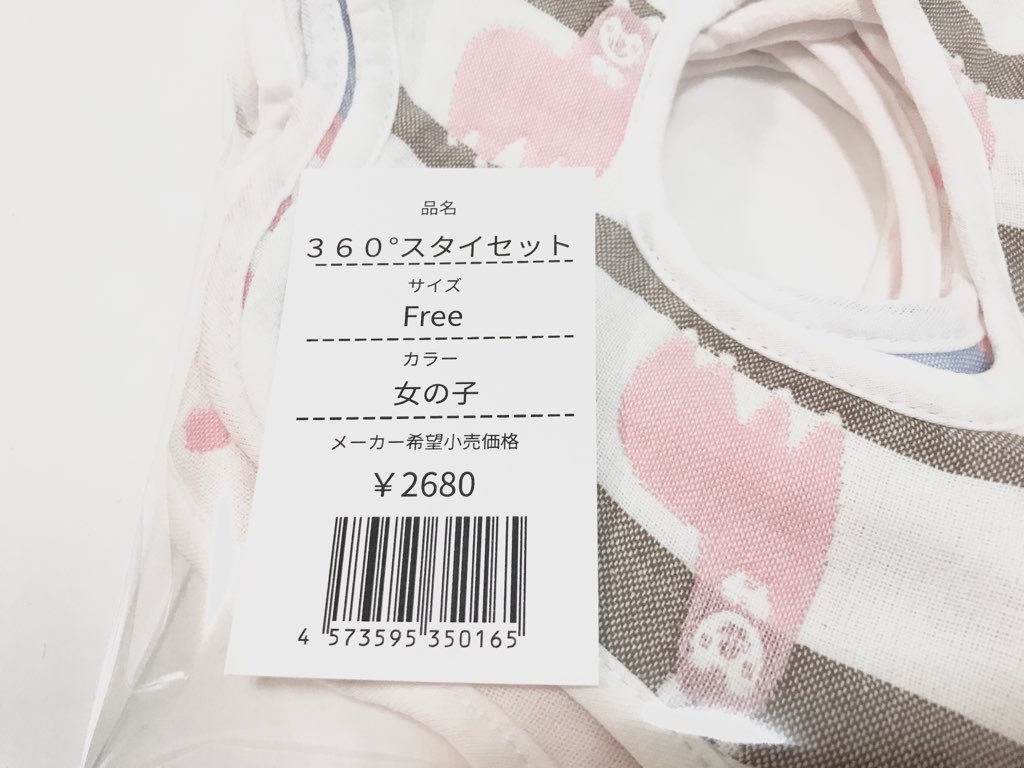 品名
３６０°スタイセット
サイズ
Free
カラー
女の子
メーカー希望小売価格
￥2680
4 573595 350165